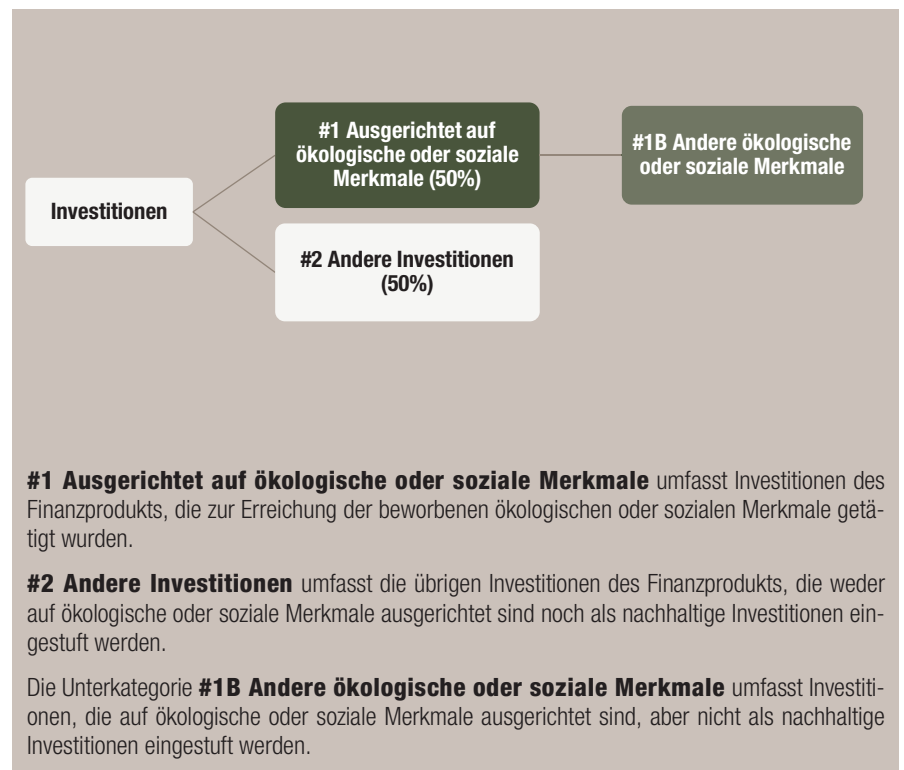 #1 Ausgerichtet auf
ökologische oder soziale
Merkmale (50%)
#1B Andere ökologische
oder soziale Merkmale
Investitionen
#2 Andere Investitionen
(50%)
#1 Ausgerichtet auf ökologische oder soziale Merkmale umfasst Investitionen des
Finanzprodukts, die zur Erreichung der beworbenen ökologischen oder sozialen Merkmale getä-
tigt wurden.
#2 Andere Investitionen umfasst die übrigen Investitionen des Finanzprodukts, die weder
auf ökologische oder soziale Merkmale ausgerichtet sind noch als nachhaltige Investitionen ein-
gestuft werden.
Die Unterkategorie #1B Andere ökologische oder soziale Merkmale umfasst Investiti-
onen, die auf ökologische oder soziale Merkmale ausgerichtet sind, aber nicht als nachhaltige
Investitionen eingestuft werden.